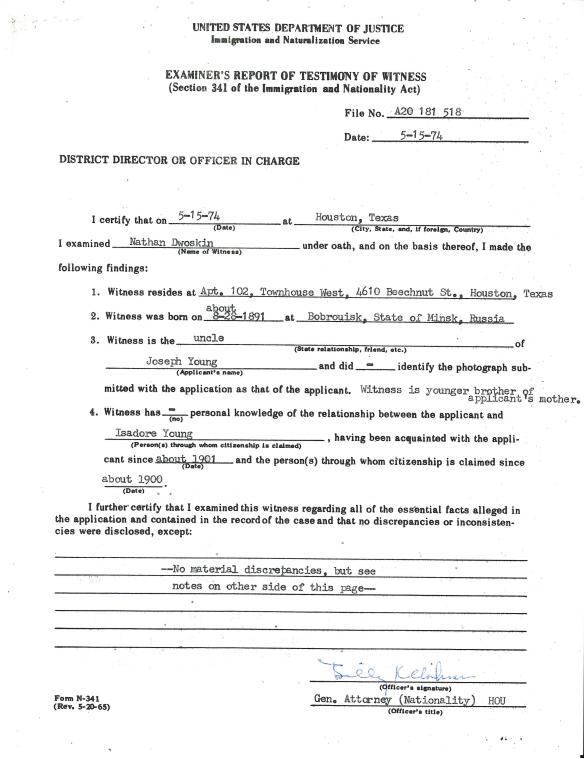 UNITED STATES DEPARTMENT OF JUSTICE
Immigration and Naturalization Service
EXAMINER'S REPORT OF TESTIMONY OF WITNESS
(Section 341 of the Immigration and Nationality Act)
File No. A20 181 518
Date: 5-15-74
DISTRICT DIRECTOR OR OFFICER IN CHARGE
I certify that on 5-15-74 at Houston, Texas
(Date) (City, State, and, if foreign, Country)
I examined Nathan Dwoskin under oath, and on the basis thereof, I made the
(Name of Witness)
following findings:
1. Witness resides at Apt. 102, Townhouse West, 4610 Beechnut St., Houston, Texas
about
2. Witness was born on 8-28-1891 at Bobrouisk, State of Minsk, Russia
3. Witness is the uncle of
(State relationship, friend, etc.)
Joseph Young and did - identify the photograph sub-
(Applicant's name)
mitted with the application as that of the applicant. Witness is younger brother of
applicant's mother.
4. Witness has - personal knowledge of the relationship between the applicant and
(no)
Isadore Young, having been acquainted with the appli-
(Person(s) through whom citizenship is claimed)
cant since about 1901 and the person(s) through whom citizenship is claimed since
(Date)
about 1900.
(Date)
I further certify that I examined this witness regarding all of the essential facts alleged in
the application and contained in the record of the case and that no discrepancies or inconsisten-
cies were disclosed, except:
--No material discrepancies, but see
notes on other side of this page--
(Officer's signature)
Gen. Attorney (Nationality) HOU
(Officer's title)
Form N-341
(Rev. 5-20-65)